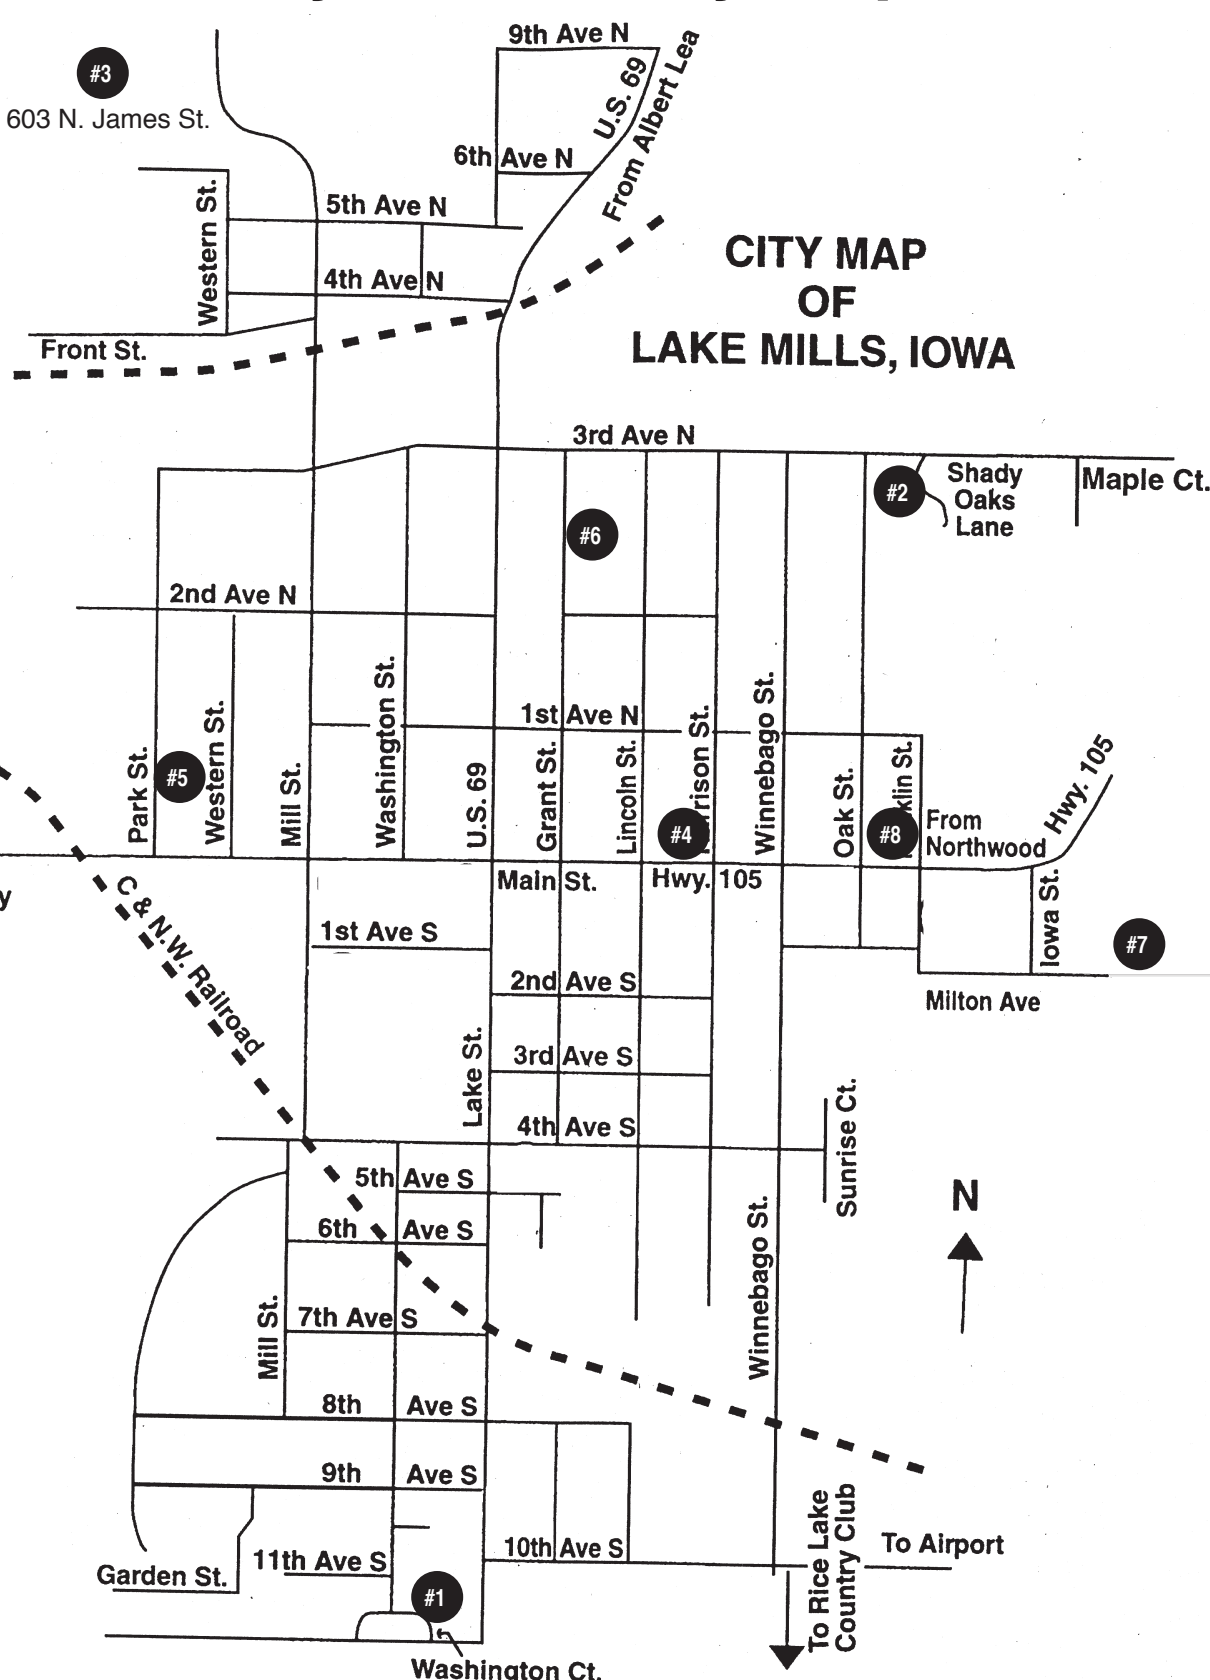 9th Ave N
#3
603 N. James St.
U.S. 69
From Albert Lea
6th Ave N
Western St.
5th Ave N
4th Ave N
CITY MAP
OF
LAKE MILLS, IOWA
Front St.
3rd Ave N
#2
Shady
Oaks
Lane
Maple Ct.
#6
2nd Ave N
1st Ave N
Park St.
#5
Western St.
Mill St.
Washington St.
U.S. 69
Grant St.
Lincoln St.
#4
rrison St.
Winnebago St.
Oak St.
#8
klin St.
From
Northwood
Hwy. 105
Main St.
Hwy. 105
y
C & N.W. Railroad
1st Ave S
Iowa St.
#7
2nd Ave S
Milton Ave
Lake St.
3rd Ave S
4th Ave S
Sunrise Ct.
5th Ave S
N
6th Ave S
Winnebago St.
Mill St.
7th Ave S
8th Ave S
9th Ave S
10th Ave S
To Rice Lake
Country Club
To Airport
11th Ave S
Garden St.
#1
Washington Ct.